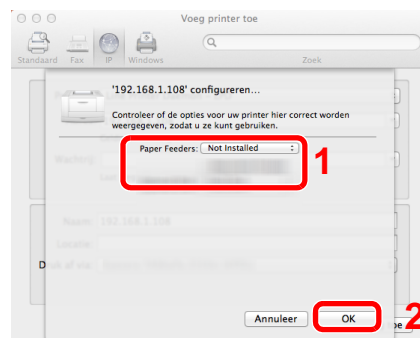 Voeg printer toe
Standaard Fax IP Windows Zoek
'192.168.1.108' configureren...
Controleer of de opties voor uw printer hier correct worden
weergegeven, zodat u ze kunt gebruiken.
Paper Feeders: Not Installed
1
Naam: 192.168.1.108
Locatie:
Annuleer OK
2